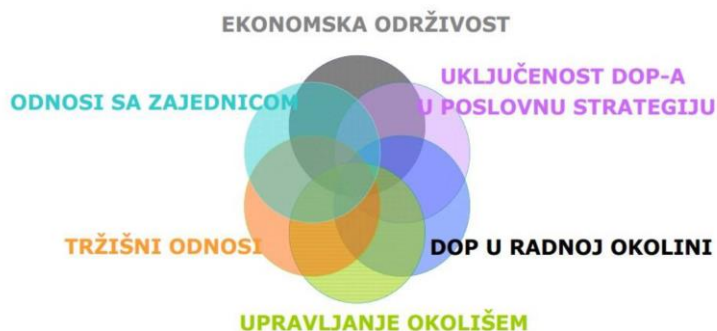 EKONOMSKA ODRŽIVOST
UKLJUČENOST DOP-A
U POSLOVNU STRATEGIJU
ODNOSI SA ZAJEDNICOM
TRŽIŠNI ODNOSI
DOP U RADNOJ OKOLINI
UPRAVLJANJE OKOLIŠEM